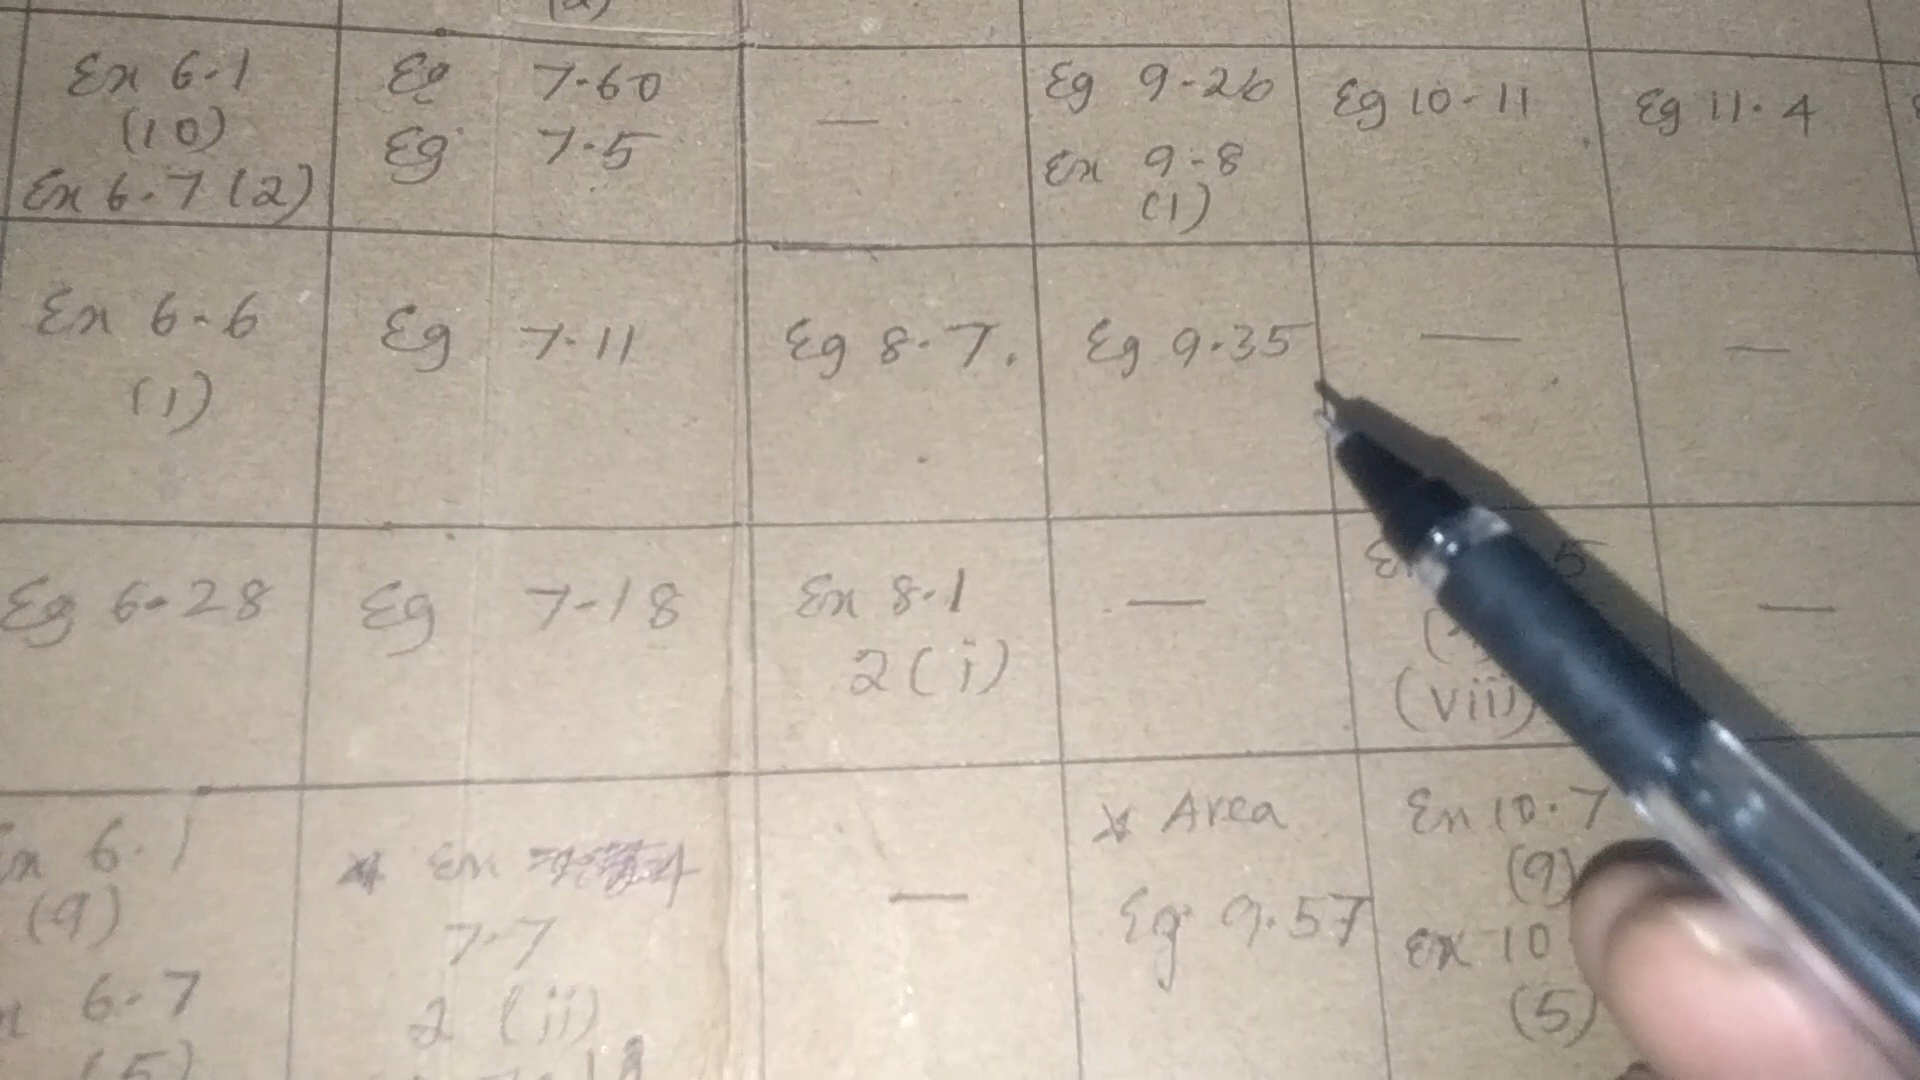 Ex 6.1 Eg 7.60 — Eg 9.26 Eg 10.11 Eg 11.4
(10) Eg 7.5 Ex 9.8
Ex 6.7 (2) (1)
Ex 6.6 Eg 7.11 Eg 8.7. Eg 9.35 — —
(1)
Eg 6.28 Eg 7.18 Ex 8.1 — 5 —
2 (i) (viii)
6.1 * Ex — * Area Ex 10.7
(9) 7.7 Eg 9.57 (9)
6.7 2 (ii) Ex 10
(5) (5)